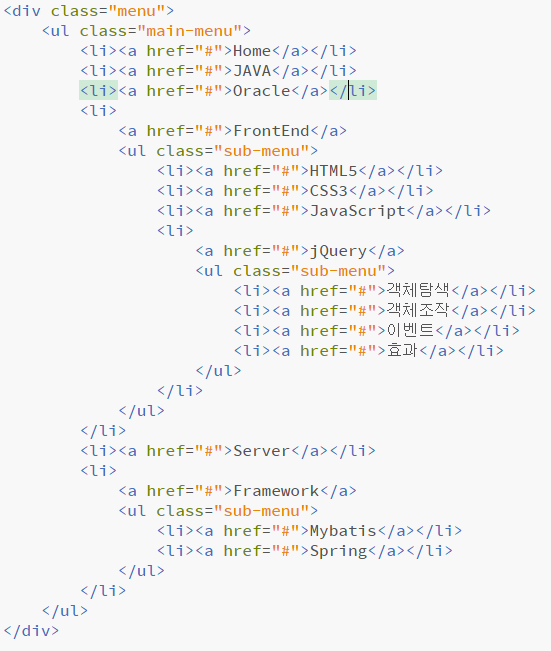 <div class="menu">
    <ul class="main-menu">
        <li><a href="#">Home</a></li>
        <li><a href="#">JAVA</a></li>
        <li><a href="#">Oracle</a></li>
        <li>
            <a href="#">FrontEnd</a>
            <ul class="sub-menu">
                <li><a href="#">HTML5</a></li>
                <li><a href="#">CSS3</a></li>
                <li><a href="#">JavaScript</a></li>
                <li>
                    <a href="#">jQuery</a>
                    <ul class="sub-menu">
                        <li><a href="#">객체탐색</a></li>
                        <li><a href="#">객체조작</a></li>
                        <li><a href="#">이벤트</a></li>
                        <li><a href="#">효과</a></li>
                    </ul>
                </li>
            </ul>
        </li>
        <li><a href="#">Server</a></li>
        <li>
            <a href="#">Framework</a>
            <ul class="sub-menu">
                <li><a href="#">Mybatis</a></li>
                <li><a href="#">Spring</a></li>
            </ul>
        </li>
    </ul>
</div>